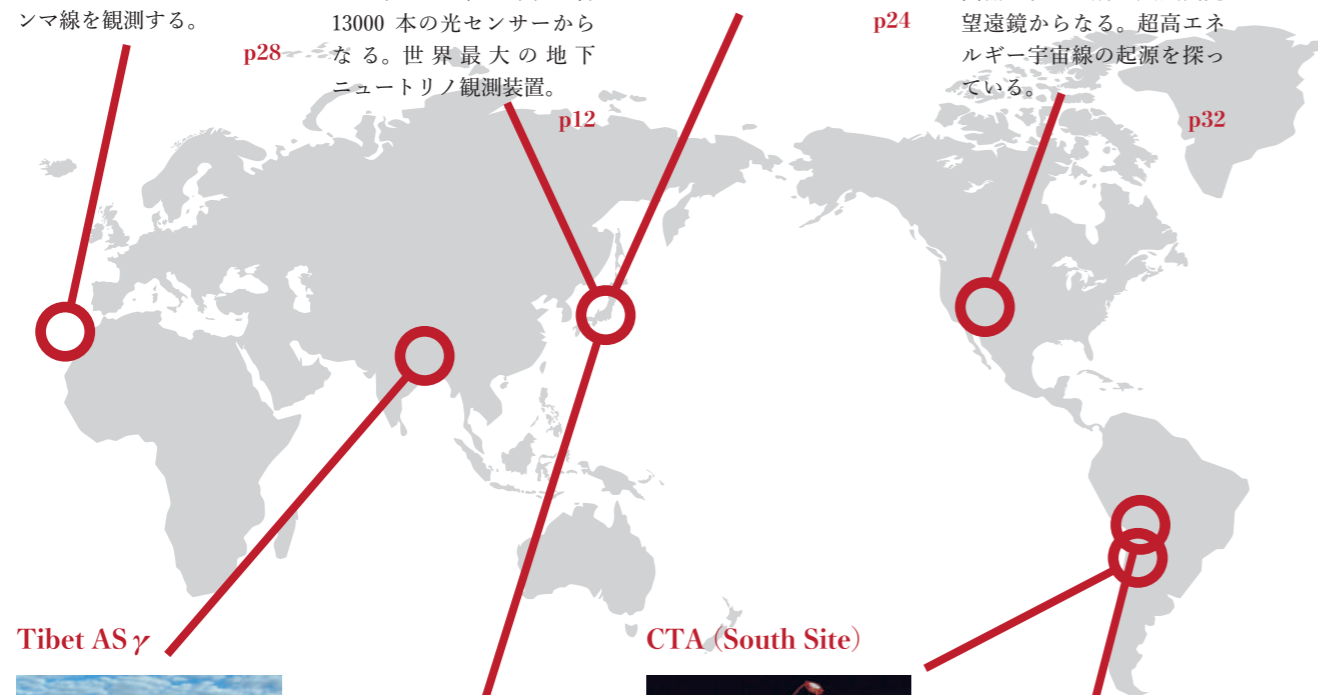 ンマ線を観測する。
p28
13000 本の光センサーから
なる。世界最大の地下
ニュートリノ観測装置。
p12
p24
望遠鏡からなる。超高エネ
ルギー宇宙線の起源を探っ
ている。
p32
Tibet ASγ
CTA (South Site)